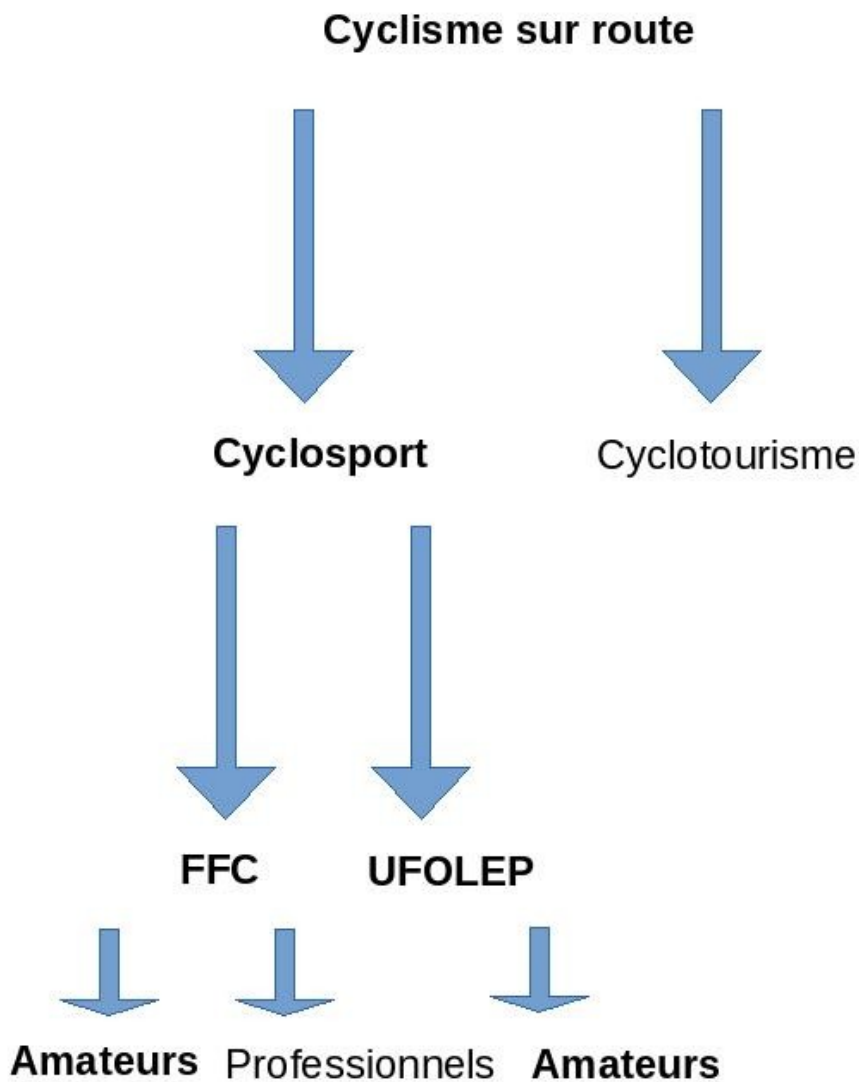 Cyclisme sur route
Cyclosport Cyclotourisme
FFC UFOLEP
Amateurs Professionnels Amateurs